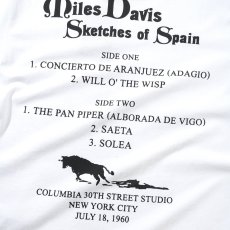 Miles Davis
Sketches of Spain
SIDE ONE
1. CONCIERTO DE ARANJUEZ (ADAGIO)
2. WILL O' THE WISP
SIDE TWO
1. THE PAN PIPER (ALBORADA DE VIGO)
2. SAETA
3. SOLEA
COLUMBIA 30TH STREET STUDIO
NEW YORK CITY
JULY 18, 1960